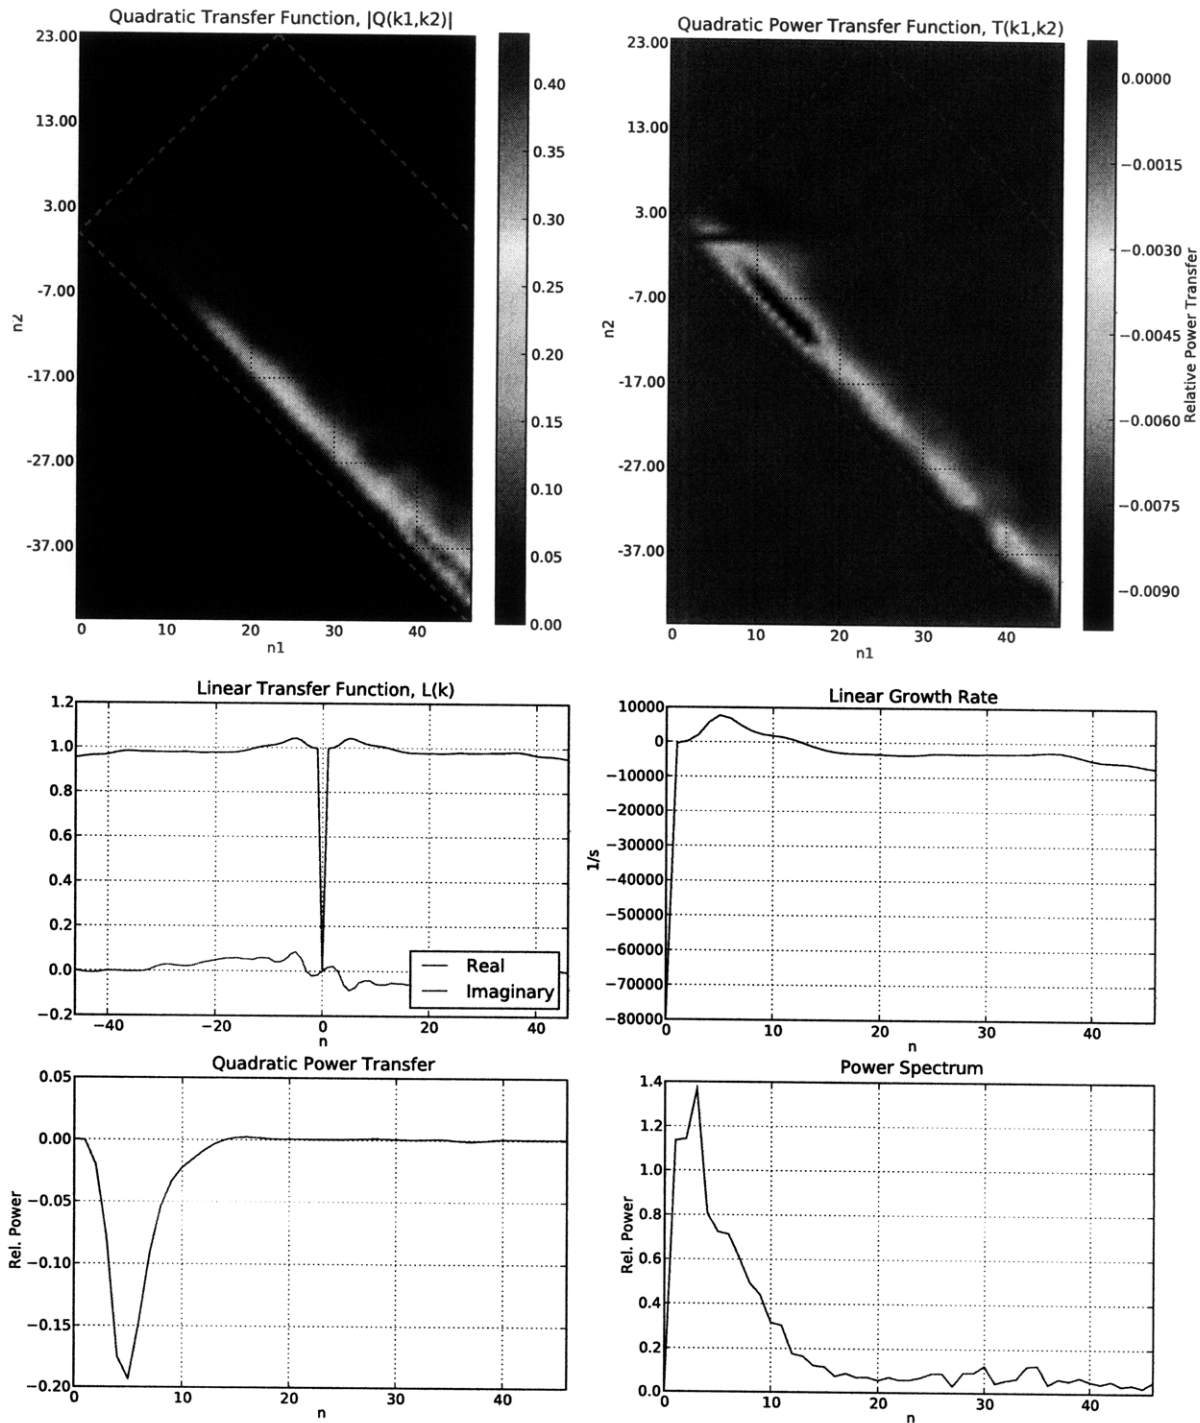 Quadratic Transfer Function, |Q(k1,k2)|
23.00
13.00
3.00
-7.00
-17.00
-27.00
-37.00
n2
0 10 20 30 40
n1
0.40
0.35
0.30
0.25
0.20
0.15
0.10
0.05
0.00
Quadratic Power Transfer Function, T(k1,k2)
23.00
13.00
3.00
-7.00
-17.00
-27.00
-37.00
n2
0 10 20 30 40
n1
0.0000
−0.0015
−0.0030
−0.0045
−0.0060
−0.0075
−0.0090
Relative Power Transfer
Linear Transfer Function, L(k)
1.2
1.0
0.8
0.6
0.4
0.2
0.0
−0.2
−40 −20 0 20 40
n
Real
Imaginary
Linear Growth Rate
10000
0
−10000
−20000
−30000
−40000
−50000
−60000
−70000
−80000
1/s
0 10 20 30 40
n
Quadratic Power Transfer
0.05
0.00
−0.05
−0.10
−0.15
−0.20
Rel. Power
0 10 20 30 40
n
Power Spectrum
1.4
1.2
1.0
0.8
0.6
0.4
0.2
0.0
Rel. Power
0 10 20 30 40
n